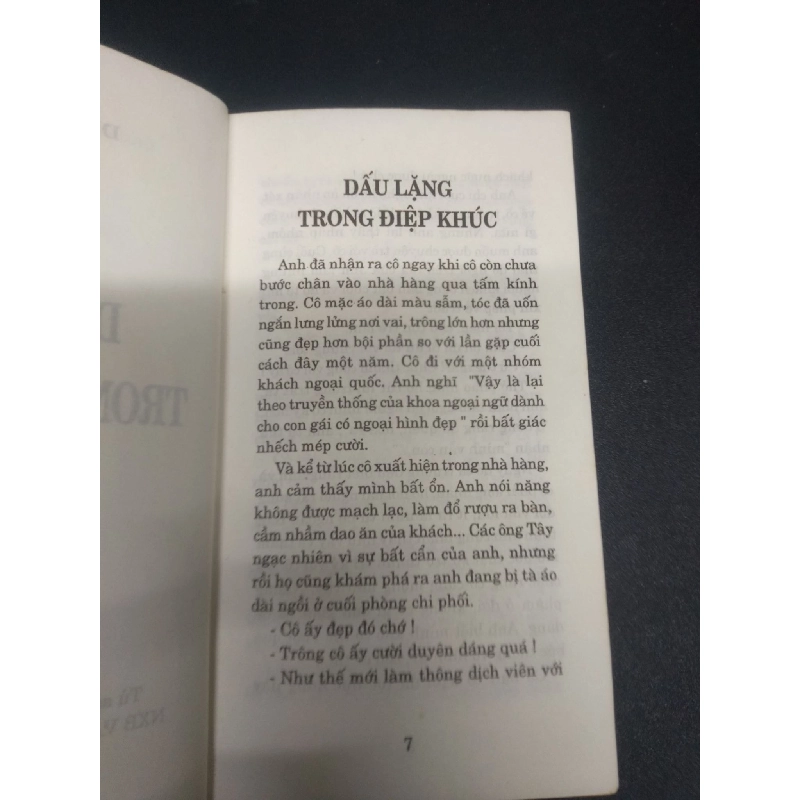 DẤU LẶNG
TRONG ĐIỆP KHÚC
Anh đã nhận ra cô ngay khi cô còn chưa
bước chân vào nhà hàng qua tấm kính
trong. Cô mặc áo dài màu sẫm, tóc đã uốn
ngắn lưng lửng nơi vai, trông lớn hơn nhưng
cũng đẹp hơn bội phần so với lần gặp cuối
cách đây một năm. Cô đi với một nhóm
khách ngoại quốc. Anh nghĩ "Vậy là lại
theo truyền thống của khoa ngoại ngữ dành
cho con gái có ngoại hình đẹp " rồi bất giác
nhếch mép cười.
Và kể từ lúc cô xuất hiện trong nhà hàng,
anh cảm thấy mình bất ổn. Anh nói năng
không được mạch lạc, làm đổ rượu ra bàn,
cầm nhầm dao ăn của khách... Các ông Tây
ngạc nhiên vì sự bất cẩn của anh, nhưng
rồi họ cũng khám phá ra anh đang bị tà áo
dài ngồi ở cuối phòng chi phối.
- Cô ấy đẹp đó chớ !
- Trông cô ấy cười duyên dáng quá !
- Như thế mới làm thông dịch viên với
7